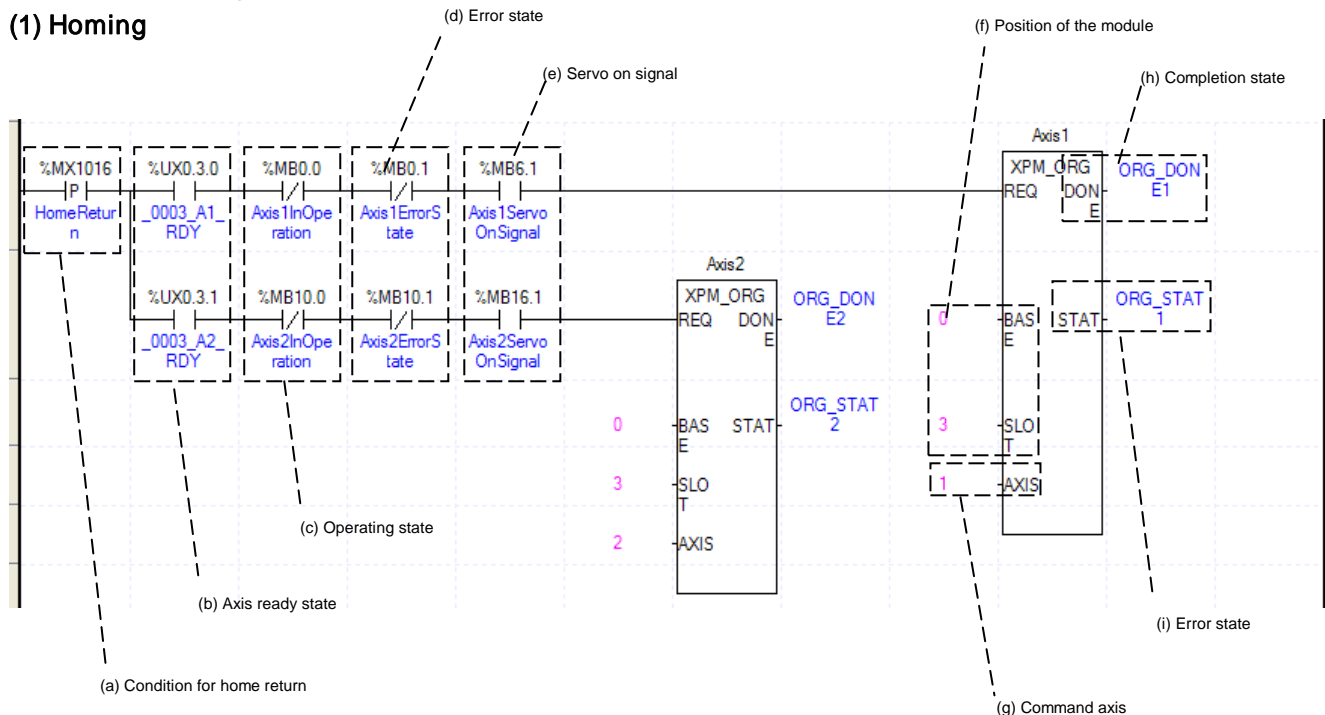 (1) Homing
(d) Error state
(f) Position of the module
(e) Servo on signal
(h) Completion state
Axis1
%MX1016
%UX0.3.0
%MB0.0
%MB0.1
%MB6.1
XPM_ORG
P
REQ
DON
E
ORG_DON
E1
HomeRetur
n
_0003_A1_
RDY
Axis1InOpe
ration
Axis1ErrorS
tate
Axis1Servo
OnSignal
Axis2
%UX0.3.1
%MB10.0
%MB10.1
%MB16.1
XPM_ORG
REQ
DON
E
ORG_DON
E2
0
BAS
E
STAT
ORG_STAT
1
_0003_A2_
RDY
Axis2InOpe
ration
Axis2ErrorS
tate
Axis2Servo
OnSignal
0
BAS
E
STAT
ORG_STAT
2
3
SLO
T
3
SLO
T
1
AXIS
2
AXIS
(c) Operating state
(b) Axis ready state
(i) Error state
(a) Condition for home return
(g) Command axis